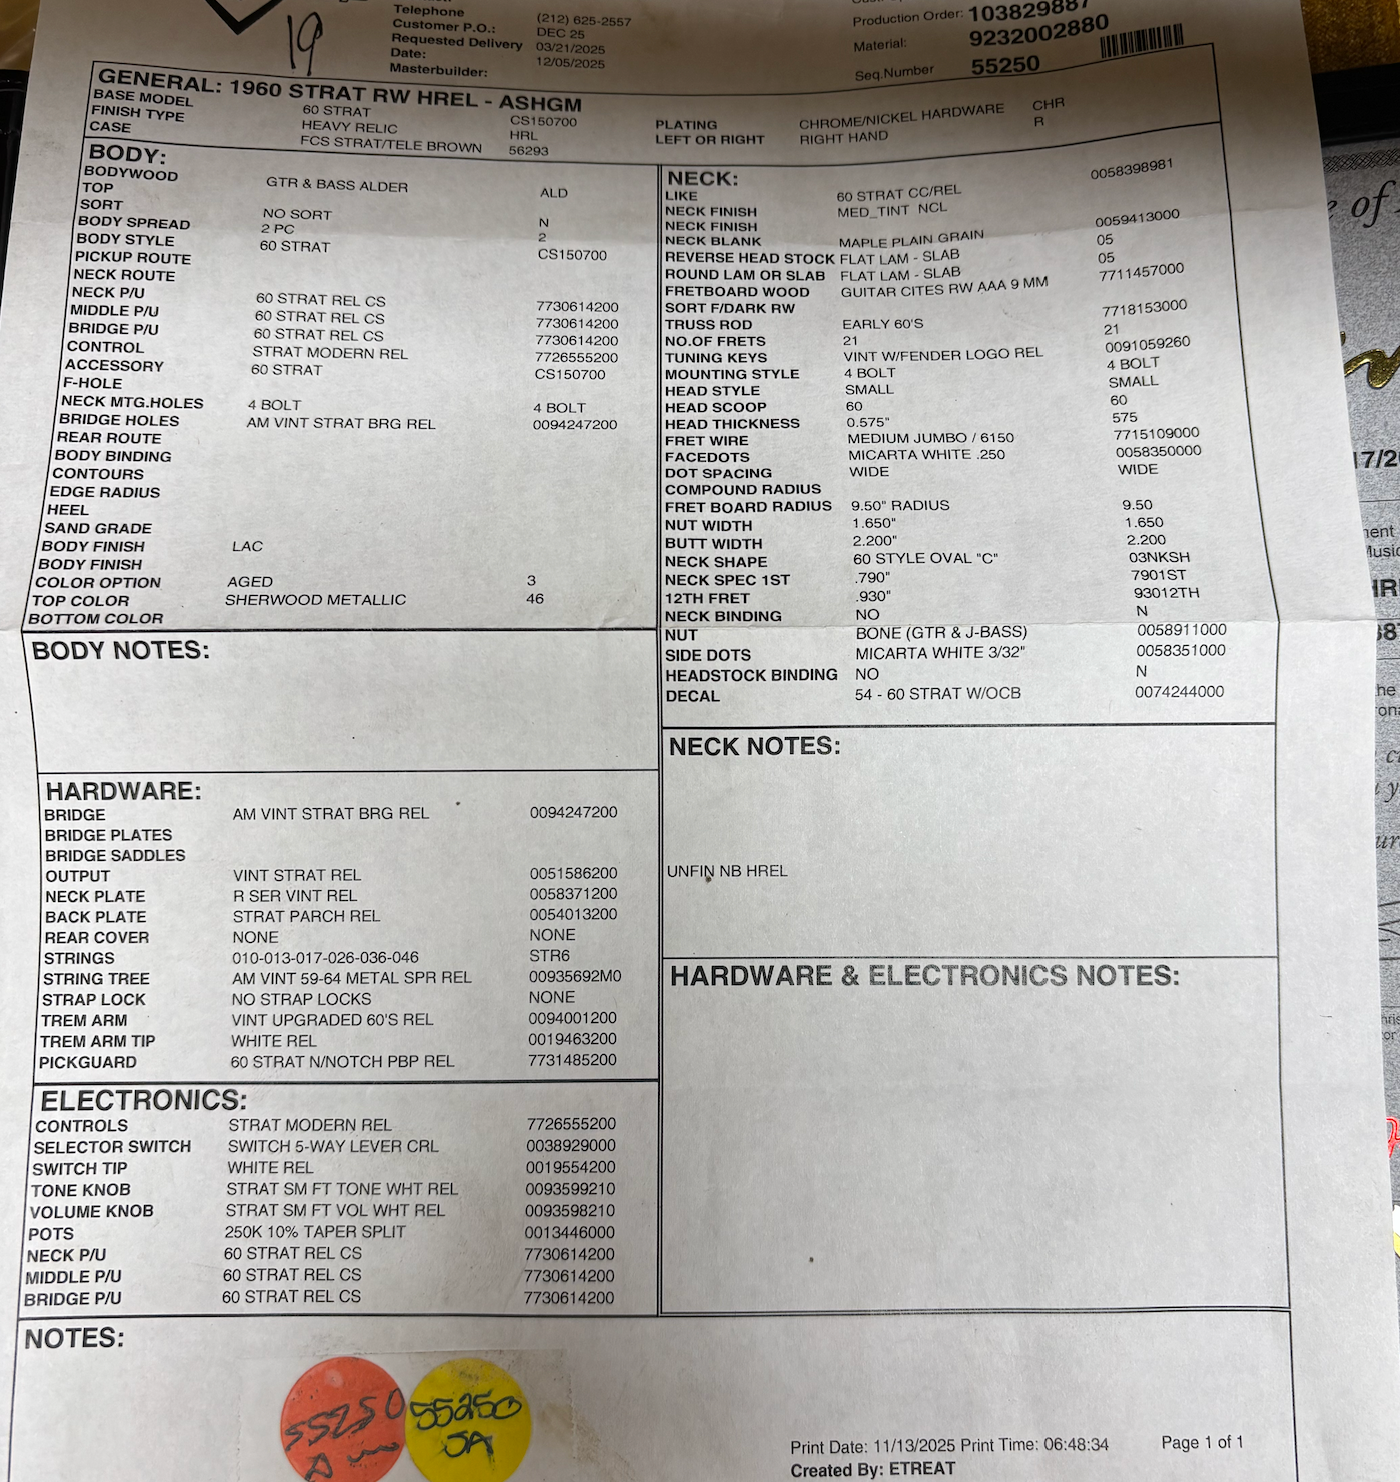 19
Telephone (212) 625-2557
Customer P.O.: DEC 25
Requested Delivery 03/21/2025
Date: 12/05/2025
Masterbuilder:
Production Order: 103829887
Material: 9232002880
Seq.Number 55250
GENERAL: 1960 STRAT RW HREL - ASHGM
BASE MODEL 60 STRAT CS150700
FINISH TYPE HEAVY RELIC HRL
CASE FCS STRAT/TELE BROWN 56293
PLATING CHROME/NICKEL HARDWARE CHR
LEFT OR RIGHT RIGHT HAND R
BODY:
BODYWOOD GTR & BASS ALDER ALD
TOP
SORT NO SORT N
BODY SPREAD 2 PC 2
BODY STYLE 60 STRAT CS150700
PICKUP ROUTE
NECK ROUTE
NECK P/U 60 STRAT REL CS 7730614200
MIDDLE P/U 60 STRAT REL CS 7730614200
BRIDGE P/U 60 STRAT REL CS 7730614200
CONTROL STRAT MODERN REL 7726555200
ACCESSORY 60 STRAT CS150700
F-HOLE
NECK MTG.HOLES 4 BOLT 4 BOLT
BRIDGE HOLES AM VINT STRAT BRG REL 0094247200
REAR ROUTE
BODY BINDING
CONTOURS
EDGE RADIUS
HEEL
SAND GRADE
BODY FINISH LAC
BODY FINISH
COLOR OPTION AGED 3
TOP COLOR SHERWOOD METALLIC 46
BOTTOM COLOR
BODY NOTES:
HARDWARE:
BRIDGE AM VINT STRAT BRG REL 0094247200
BRIDGE PLATES
BRIDGE SADDLES
OUTPUT VINT STRAT REL 0051586200
NECK PLATE R SER VINT REL 0058371200
BACK PLATE STRAT PARCH REL 0054013200
REAR COVER NONE NONE
STRINGS 010-013-017-026-036-046 STR6
STRING TREE AM VINT 59-64 METAL SPR REL 00935692M0
STRAP LOCK NO STRAP LOCKS NONE
TREM ARM VINT UPGRADED 60'S REL 0094001200
TREM ARM TIP WHITE REL 0019463200
PICKGUARD 60 STRAT N/NOTCH PBP REL 7731485200
ELECTRONICS:
CONTROLS STRAT MODERN REL 7726555200
SELECTOR SWITCH SWITCH 5-WAY LEVER CRL 0038929000
SWITCH TIP WHITE REL 0019554200
TONE KNOB STRAT SM FT TONE WHT REL 0093599210
VOLUME KNOB STRAT SM FT VOL WHT REL 0093598210
POTS 250K 10% TAPER SPLIT 0013446000
NECK P/U 60 STRAT REL CS 7730614200
MIDDLE P/U 60 STRAT REL CS 7730614200
BRIDGE P/U 60 STRAT REL CS 7730614200
NECK: 0058398981
LIKE 60 STRAT CC/REL
NECK FINISH MED_TINT NCL
NECK FINISH 0059413000
NECK BLANK MAPLE PLAIN GRAIN 05
REVERSE HEAD STOCK FLAT LAM - SLAB 05
ROUND LAM OR SLAB FLAT LAM - SLAB 7711457000
FRETBOARD WOOD GUITAR CITES RW AAA 9 MM
SORT F/DARK RW 7718153000
TRUSS ROD EARLY 60'S 21
NO.OF FRETS 21 0091059260
TUNING KEYS VINT W/FENDER LOGO REL 4 BOLT
MOUNTING STYLE 4 BOLT SMALL
HEAD STYLE SMALL 60
HEAD SCOOP 60 575
HEAD THICKNESS 0.575" 7715109000
FRET WIRE MEDIUM JUMBO / 6150 0058350000
FACEDOTS MICARTA WHITE .250 WIDE
DOT SPACING WIDE
COMPOUND RADIUS
FRET BOARD RADIUS 9.50" RADIUS 9.50
NUT WIDTH 1.650" 1.650
BUTT WIDTH 2.200" 2.200
NECK SHAPE 60 STYLE OVAL "C" 03NKSH
NECK SPEC 1ST .790" 7901ST
12TH FRET .930" 93012TH
NECK BINDING NO N
NUT BONE (GTR & J-BASS) 0058911000
SIDE DOTS MICARTA WHITE 3/32" 0058351000
HEADSTOCK BINDING NO N
DECAL 54 - 60 STRAT W/OCB 0074244000
NECK NOTES:
UNFIN NB HREL
HARDWARE & ELECTRONICS NOTES:
NOTES:
55250
55250
JA
Print Date: 11/13/2025 Print Time: 06:48:34 Page 1 of 1
Created By: ETREAT
of